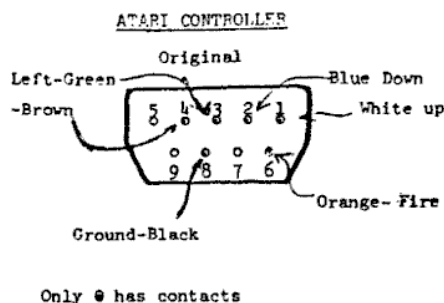 ATARI CONTROLLER
Original
Left-Green
Blue Down
-Brown
5 4 3 2 1
White up
9 8 7 6
Orange- Fire
Ground-Black
Only has contacts